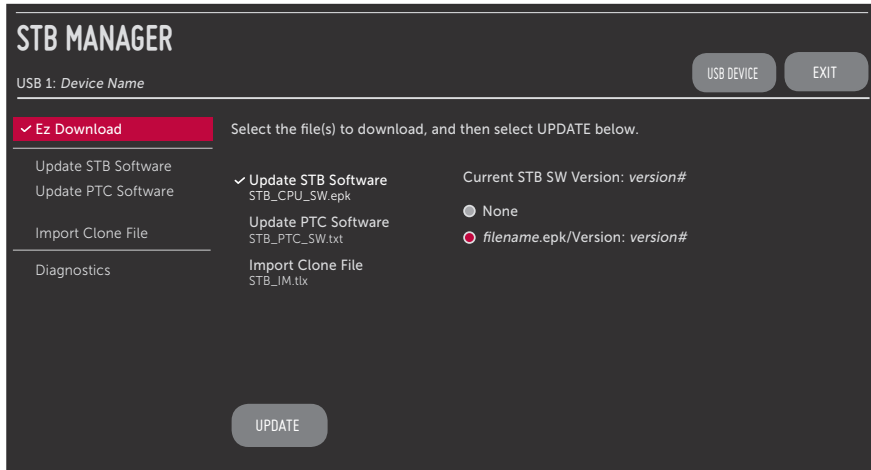 STB MANAGER
USB 1: Device Name
USB DEVICE
EXIT
Ez Download
Update STB Software
Update PTC Software
Import Clone File
Diagnostics
Select the file(s) to download, and then select UPDATE below.
Update STB Software
STB_CPU_SW.epk
Update PTC Software
STB_PTC_SW.txt
Import Clone File
STB_IM.tlx
Current STB SW Version: version#
None
filename.epk/Version: version#
UPDATE